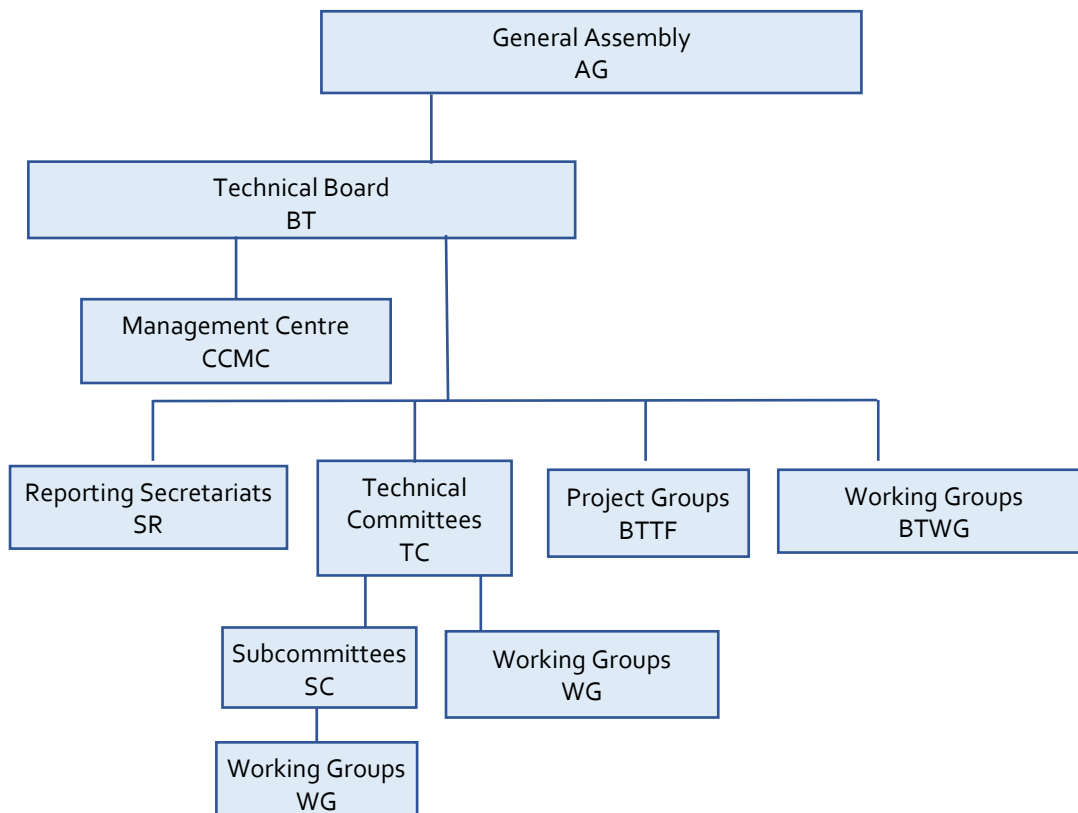 General Assembly
AG
Technical Board
BT
Management Centre
CCMC
Reporting Secretariats
SR
Technical
Committees
TC
Project Groups
BTTF
Working Groups
BTWG
Subcommittees
SC
Working Groups
WG
Working Groups
WG